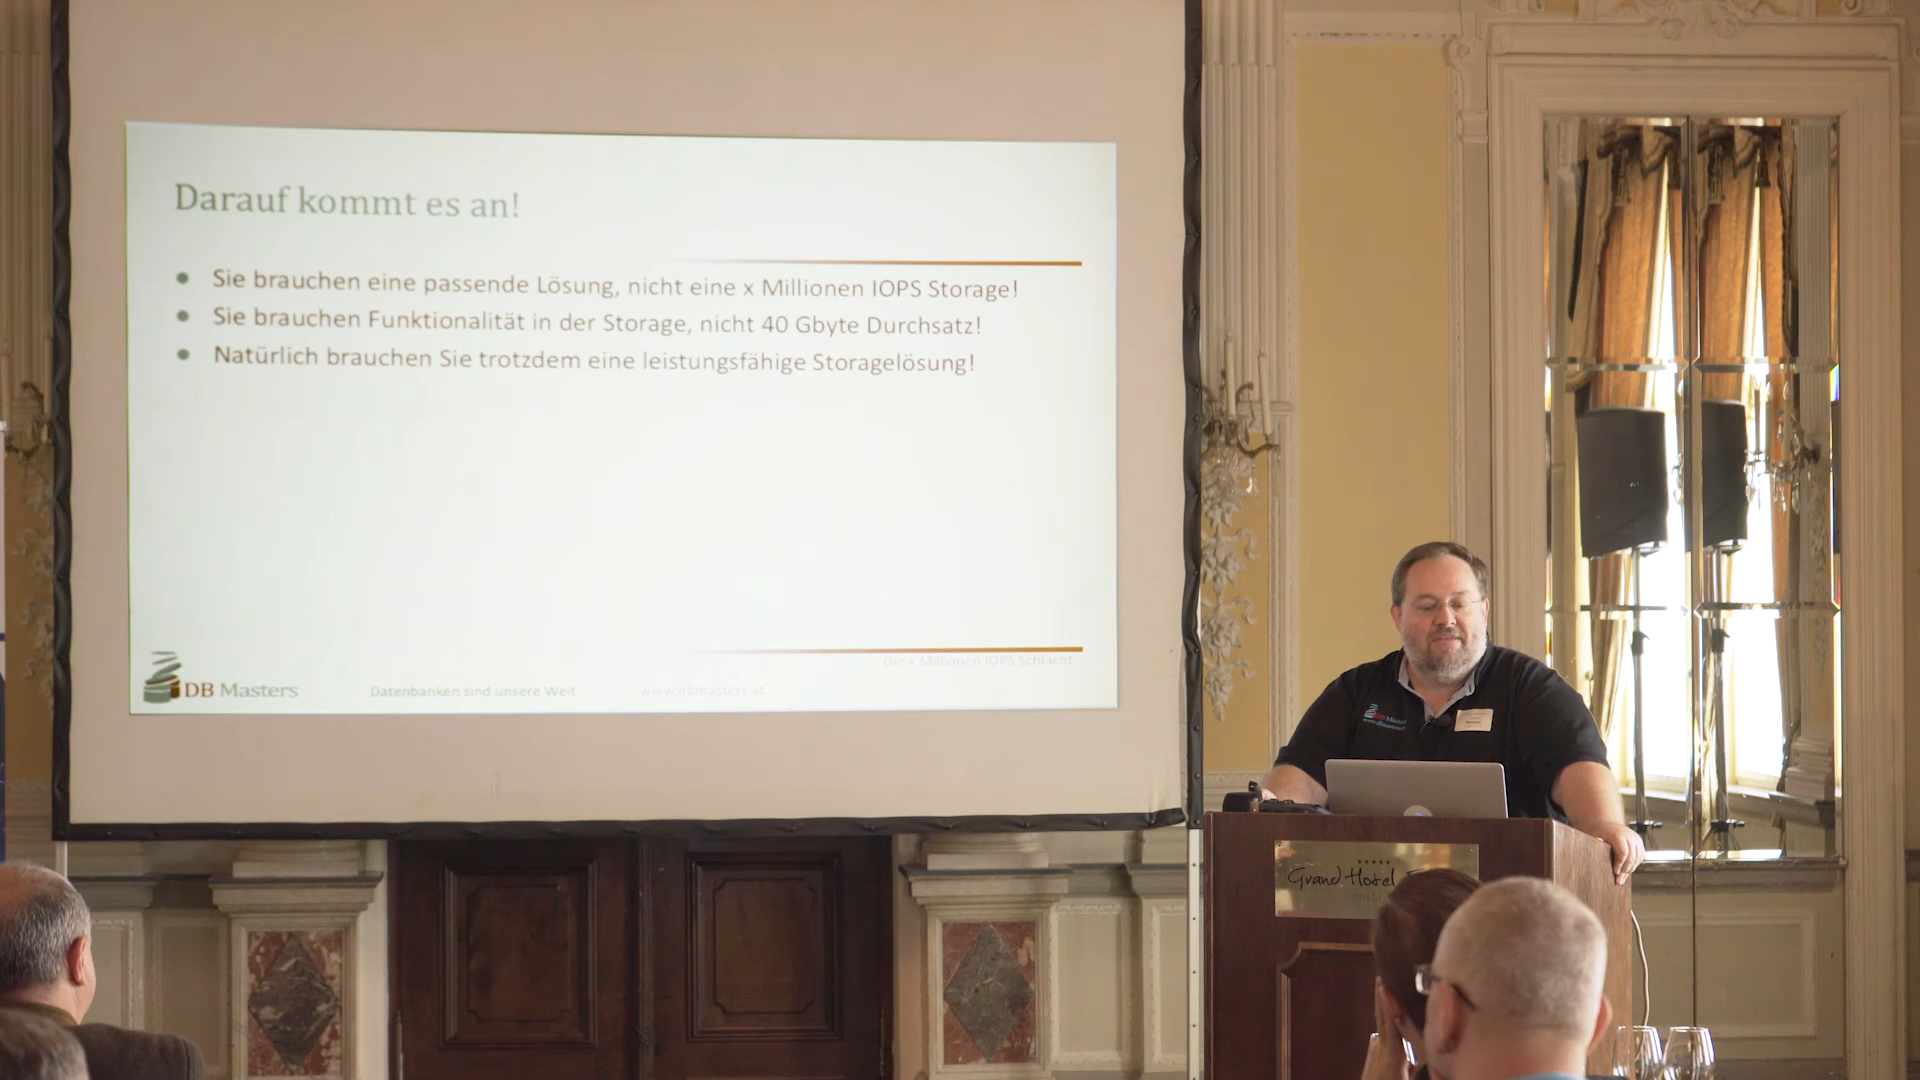 Darauf kommt es an!
Sie brauchen eine passende Lösung, nicht eine x Millionen IOPS Storage!
Sie brauchen Funktionalität in der Storage, nicht 40 Gbyte Durchsatz!
Natürlich brauchen Sie trotzdem eine leistungsfähige Storagelösung!
Die x Millionen IOPS Schlacht
DB Masters
Datenbanken sind unsere Welt
www.dbmasters.at
DB Masters
Grand Hotel